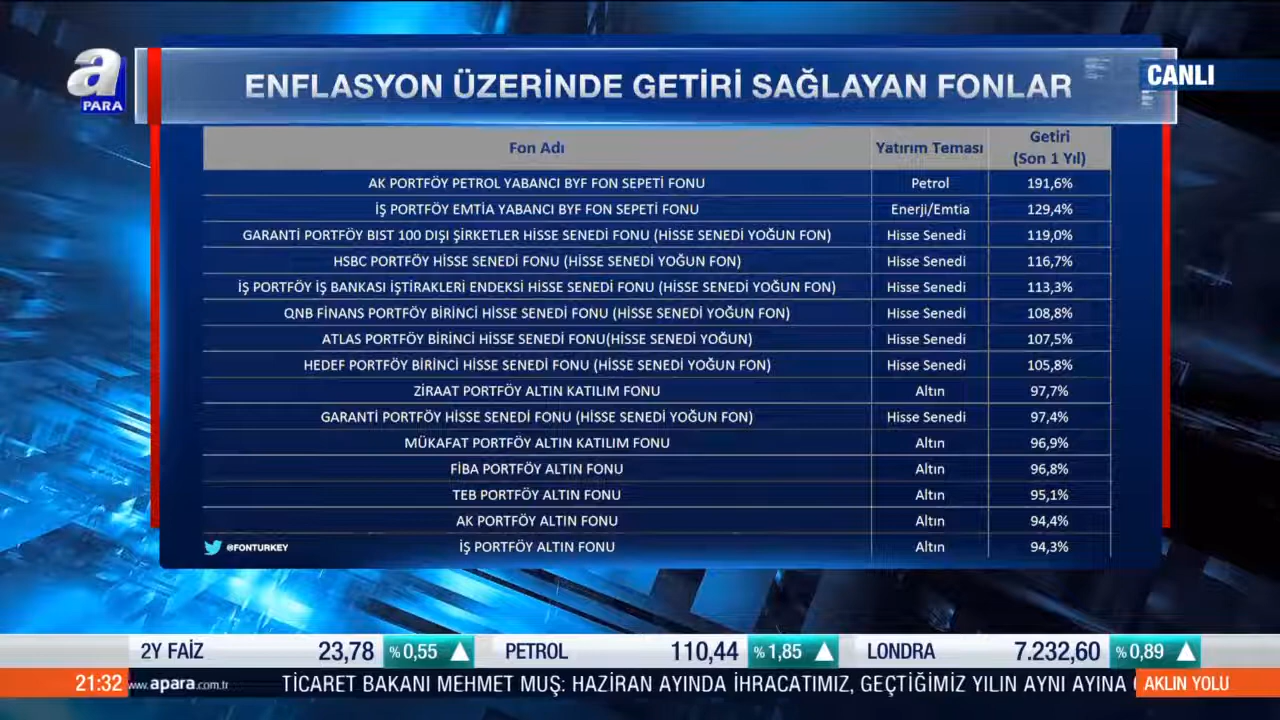 a
PARA
ENFLASYON ÜZERİNDE GETİRİ SAĞLAYAN FONLAR
CANLI
Fon Adı Yatırım Teması Getiri
(Son 1 Yıl)
AK PORTFÖY PETROL YABANCI BYF FON SEPETİ FONU Petrol 191,6%
İŞ PORTFÖY EMTİA YABANCI BYF FON SEPETİ FONU Enerji/Emtia 129,4%
GARANTİ PORTFÖY BIST 100 DIŞI ŞİRKETLER HİSSE SENEDİ FONU (HİSSE SENEDİ YOĞUN FON) Hisse Senedi 119,0%
HSBC PORTFÖY HİSSE SENEDİ FONU (HİSSE SENEDİ YOĞUN FON) Hisse Senedi 116,7%
İŞ PORTFÖY İŞ BANKASI İŞTİRAKLERİ ENDEKSİ HİSSE SENEDİ FONU (HİSSE SENEDİ YOĞUN FON) Hisse Senedi 113,3%
QNB FİNANS PORTFÖY BİRİNCİ HİSSE SENEDİ FONU (HİSSE SENEDİ YOĞUN FON) Hisse Senedi 108,8%
ATLAS PORTFÖY BİRİNCİ HİSSE SENEDİ FONU(HİSSE SENEDİ YOĞUN) Hisse Senedi 107,5%
HEDEF PORTFÖY BİRİNCİ HİSSE SENEDİ FONU (HİSSE SENEDİ YOĞUN FON) Hisse Senedi 105,8%
ZİRAAT PORTFÖY ALTIN KATILIM FONU Altın 97,7%
GARANTİ PORTFÖY HİSSE SENEDİ FONU (HİSSE SENEDİ YOĞUN FON) Hisse Senedi 97,4%
MÜKAFAT PORTFÖY ALTIN KATILIM FONU Altın 96,9%
FİBA PORTFÖY ALTIN FONU Altın 96,8%
TEB PORTFÖY ALTIN FONU Altın 95,1%
AK PORTFÖY ALTIN FONU Altın 94,4%
İŞ PORTFÖY ALTIN FONU Altın 94,3%
@FONTURKEY
2Y FAİZ 23,78 %0,55 PETROL 110,44 %1,85 LONDRA 7.232,60 %0,89
21:32 www.apara.com.tr TİCARET BAKANI MEHMET MUŞ: HAZİRAN AYINDA İHRACATIMIZ, GEÇTİĞİMİZ YILIN AYNI AYINA AKLIN YOLU